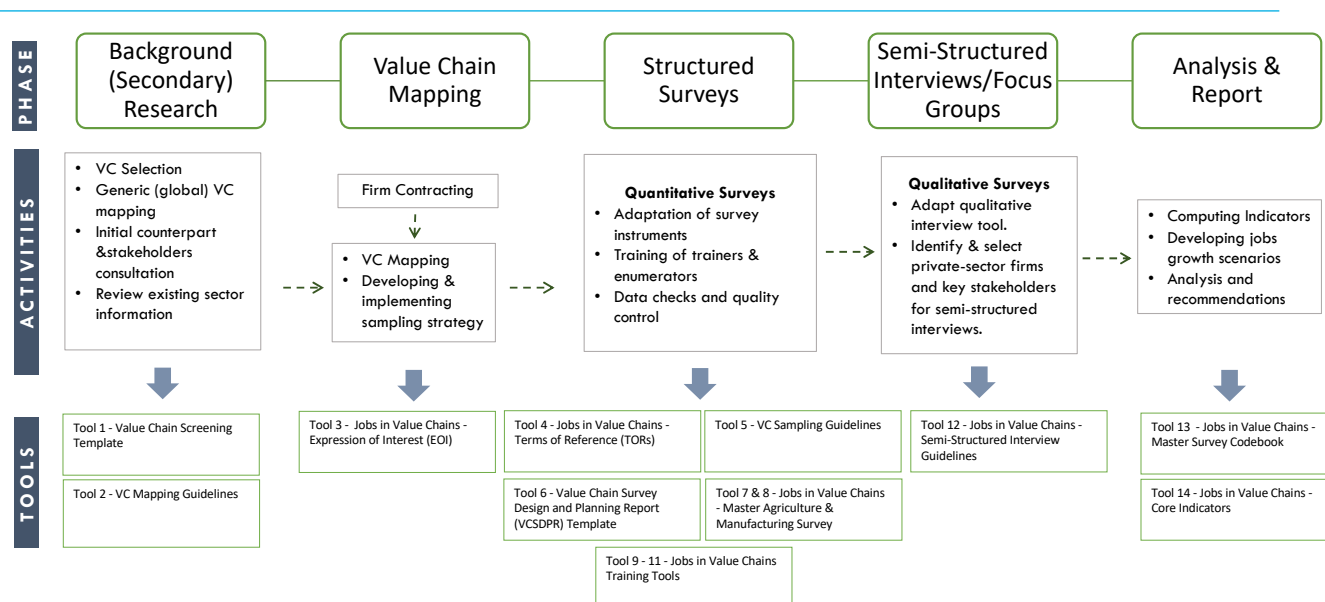 PHASE
Background
(Secondary)
Research
Value Chain
Mapping
Structured
Surveys
Semi-Structured
Interviews/Focus
Groups
Analysis &
Report
ACTIVITIES
• VC Selection
• Generic (global) VC
mapping
• Initial counterpart
&stakeholders
consultation
• Review existing sector
information
Firm Contracting
• VC Mapping
• Developing &
implementing
sampling strategy
Quantitative Surveys
• Adaptation of survey
instruments
• Training of trainers &
enumerators
• Data checks and quality
control
Qualitative Surveys
• Adapt qualitative
interview tool.
• Identify & select
private-sector firms
and key stakeholders
for semi-structured
interviews.
• Computing Indicators
• Developing jobs
growth scenarios
• Analysis and
recommendations
TOOLS
Tool 1 - Value Chain Screening
Template
Tool 2 - VC Mapping Guidelines
Tool 3 - Jobs in Value Chains -
Expression of Interest (EOI)
Tool 4 - Jobs in Value Chains -
Terms of Reference (TORs)
Tool 5 - VC Sampling Guidelines
Tool 6 - Value Chain Survey
Design and Planning Report
(VCSDPR) Template
Tool 7 & 8 - Jobs in Value Chains
- Master Agriculture &
Manufacturing Survey
Tool 9 - 11 - Jobs in Value Chains
Training Tools
Tool 12 - Jobs in Value Chains -
Semi-Structured Interview
Guidelines
Tool 13 - Jobs in Value Chains -
Master Survey Codebook
Tool 14 - Jobs in Value Chains -
Core Indicators